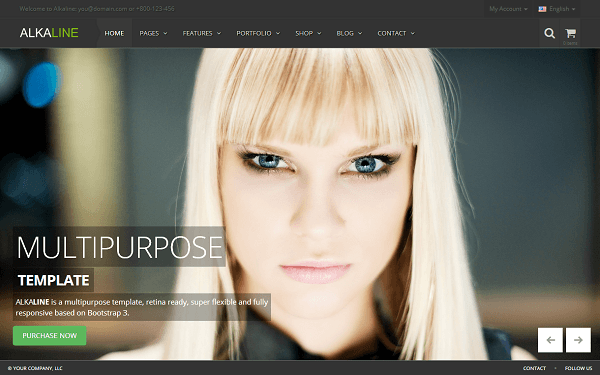 Welcome to Alkaline: you@domain.com or +800-123-456
My Account
English
ALKALINE
HOME
PAGES
FEATURES
PORTFOLIO
SHOP
BLOG
CONTACT
MULTIPURPOSE
TEMPLATE
ALKALINE is a multipurpose template, retina ready, super flexible and fully
responsive based on Bootstrap 3.
PURCHASE NOW
© YOUR COMPANY, LLC
CONTACT
FOLLOW US